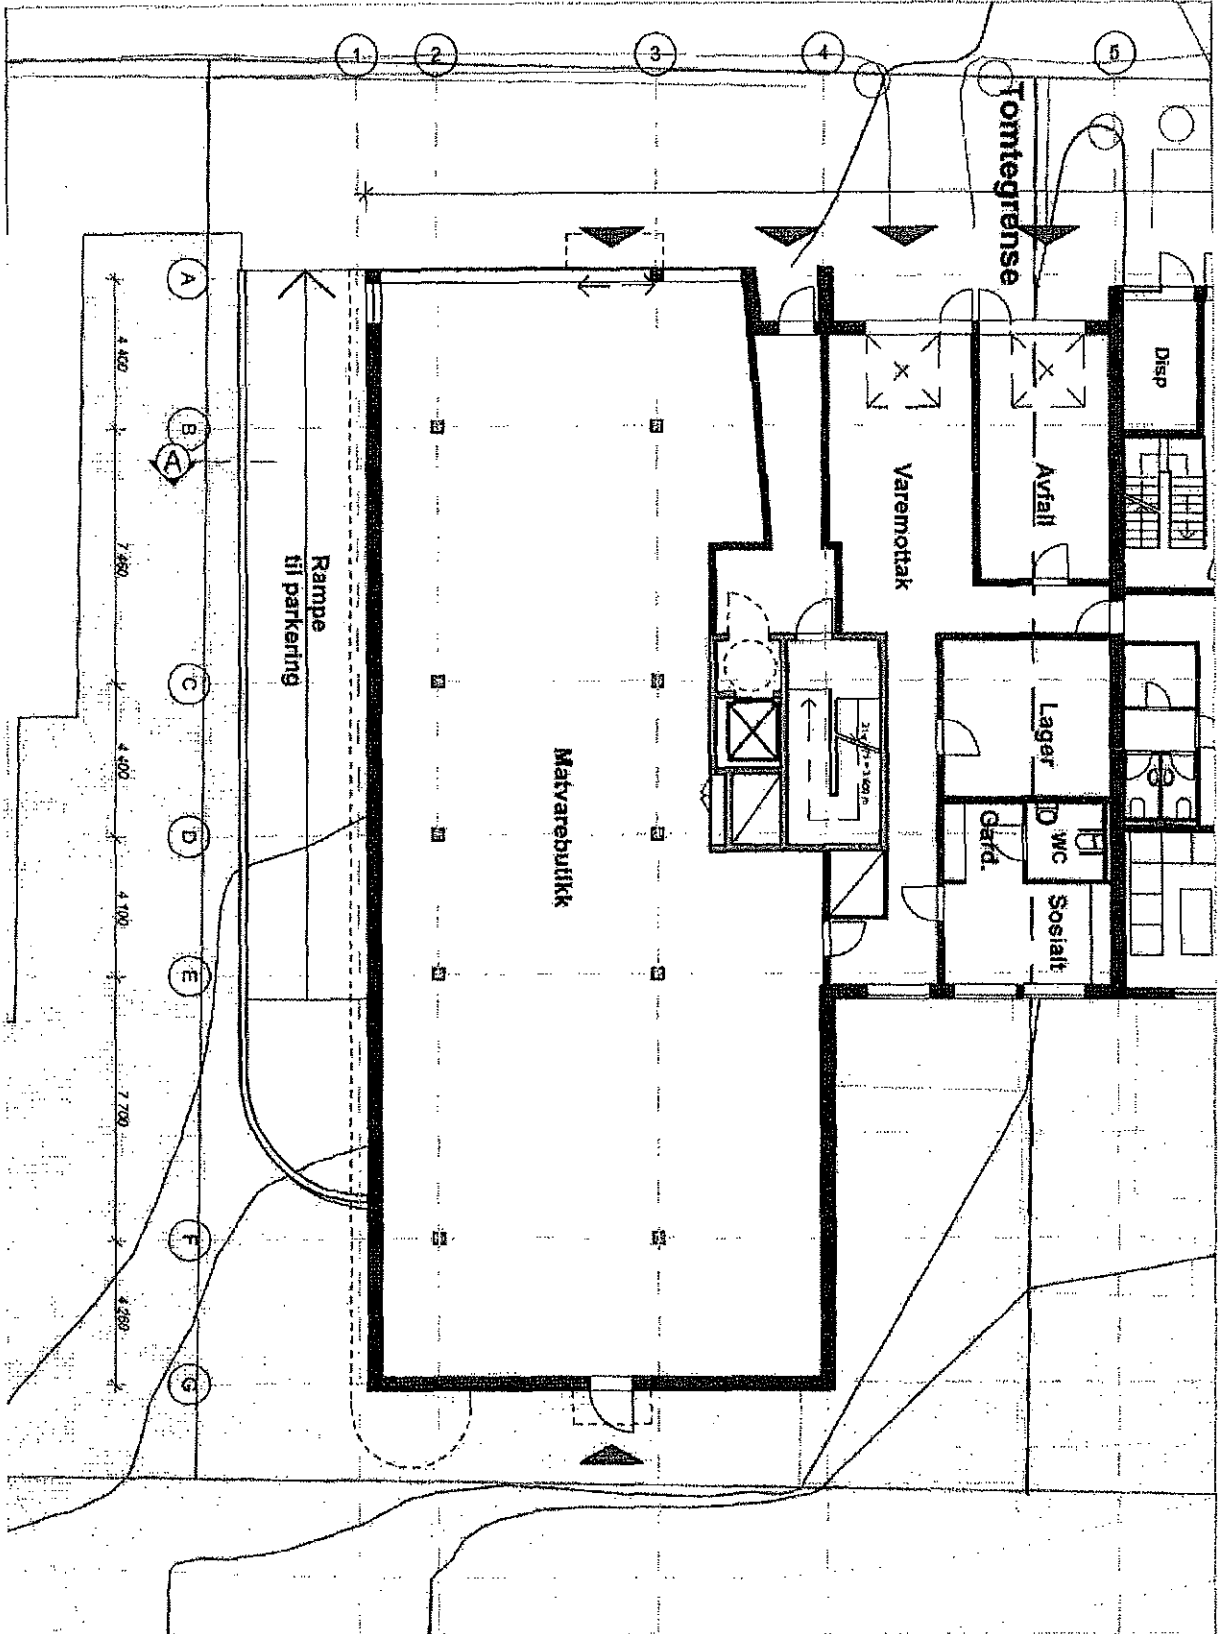 1
2
3
4
5
Tomtegrense
A
B
A
C
D
E
F
G
4 400
7 460
4 400
4 100
7 700
4 260
Rampe
til parkering
Matvarebutikk
Varemottak
Avfall
Disp
Lager
Gard.
WC
Sosialt